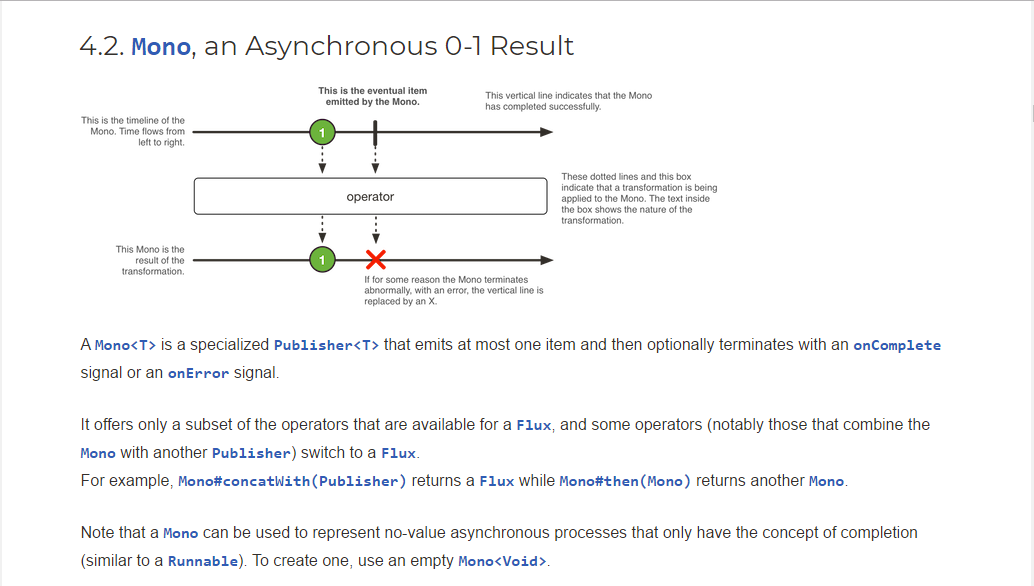 4.2. Mono, an Asynchronous 0-1 Result
This is the eventual item
emitted by the Mono.
This vertical line indicates that the Mono
has completed successfully.
This is the timeline of the
Mono. Time flows from
left to right.
1
operator
These dotted lines and this box
indicate that a transformation is being
applied to the Mono. The text inside
the box shows the nature of the
transformation.
This Mono is the
result of the
transformation.
1
If for some reason the Mono terminates
abnormally, with an error, the vertical line is
replaced by an X.
A Mono<T> is a specialized Publisher<T> that emits at most one item and then optionally terminates with an onComplete
signal or an onError signal.
It offers only a subset of the operators that are available for a Flux, and some operators (notably those that combine the
Mono with another Publisher) switch to a Flux.
For example, Mono#concatWith(Publisher) returns a Flux while Mono#then(Mono) returns another Mono.
Note that a Mono can be used to represent no-value asynchronous processes that only have the concept of completion
(similar to a Runnable). To create one, use an empty Mono<Void>.